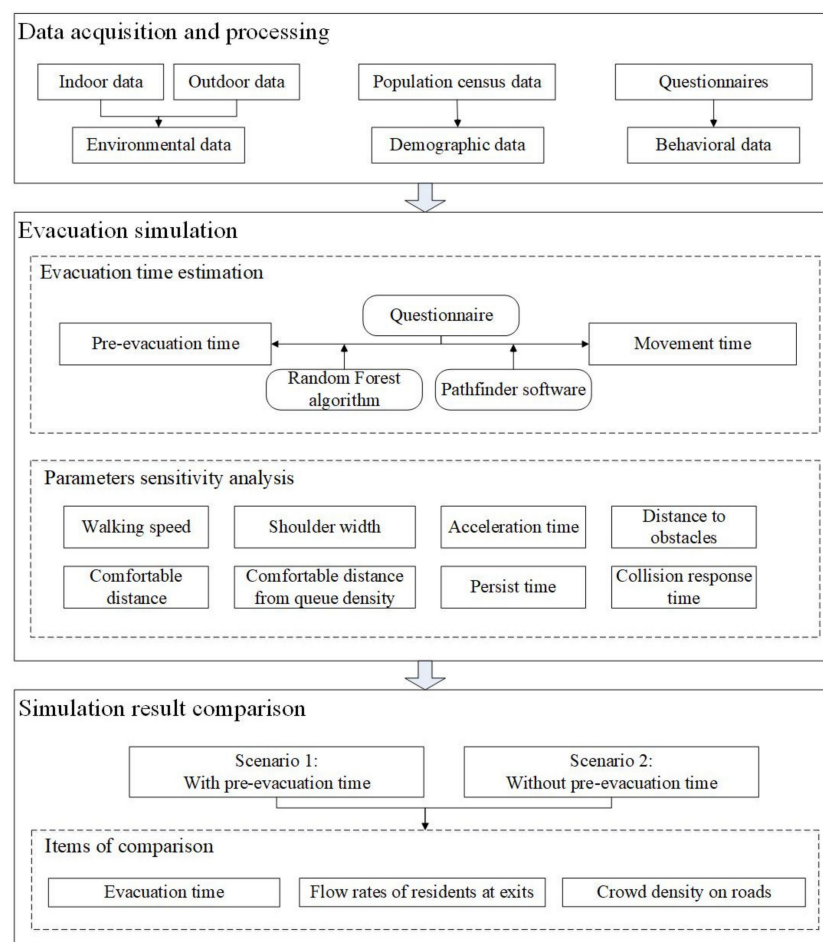 Data acquisition and processing
Indoor data
Outdoor data
Population census data
Questionnaires
Environmental data
Demographic data
Behavioral data
Evacuation simulation
Evacuation time estimation
Questionnaire
Pre-evacuation time
Movement time
Random Forest
algorithm
Pathfinder software
Parameters sensitivity analysis
Walking speed
Shoulder width
Acceleration time
Distance to
obstacles
Comfortable
distance
Comfortable distance
from queue density
Persist time
Collision response
time
Simulation result comparison
Scenario 1:
With pre-evacuation time
Scenario 2:
Without pre-evacuation time
Items of comparison
Evacuation time
Flow rates of residents at exits
Crowd density on roads